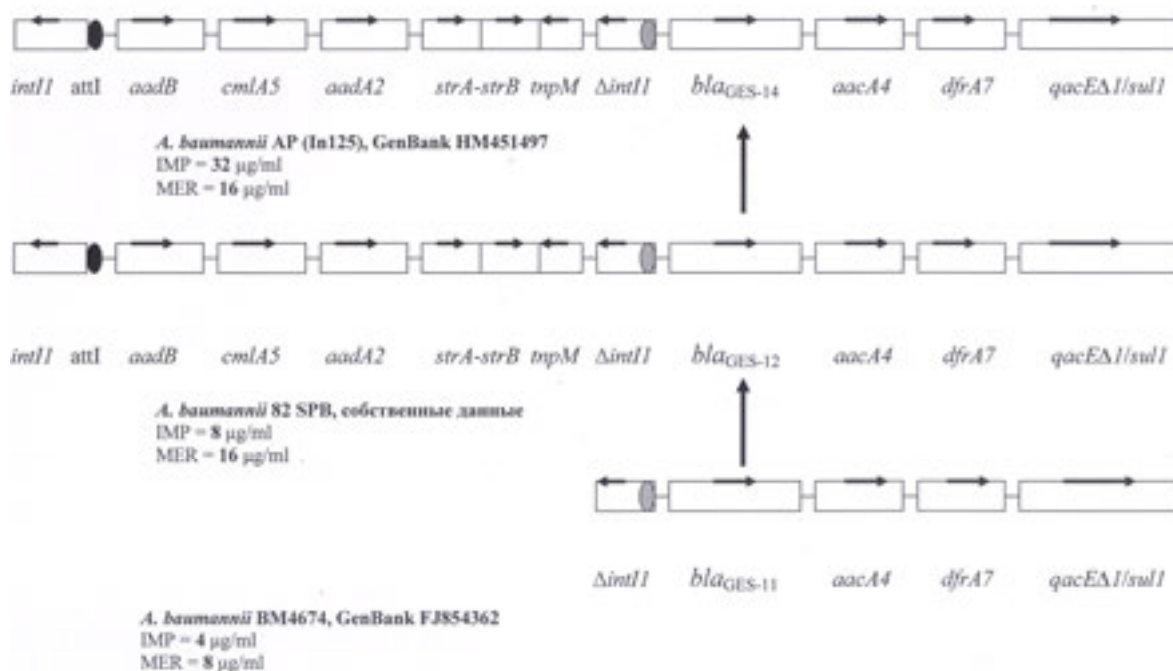 intI1 attI aadB cmlA5 aadA2 strA-strB tnpM ΔintI1 blaGES-14 aacA4 dfrA7 qacEΔ1/sul1
A. baumannii AP (In125), GenBank HM451497
IMP = 32 μg/ml
MER = 16 μg/ml
intI1 attI aadB cmlA5 aadA2 strA-strB tnpM ΔintI1 blaGES-12 aacA4 dfrA7 qacEΔ1/sul1
A. baumannii 82 SPB, собственные данные
IMP = 8 μg/ml
MER = 16 μg/ml
ΔintI1 blaGES-11 aacA4 dfrA7 qacEΔ1/sul1
A. baumannii BM4674, GenBank FJ854362
IMP = 4 μg/ml
MER = 8 μg/ml